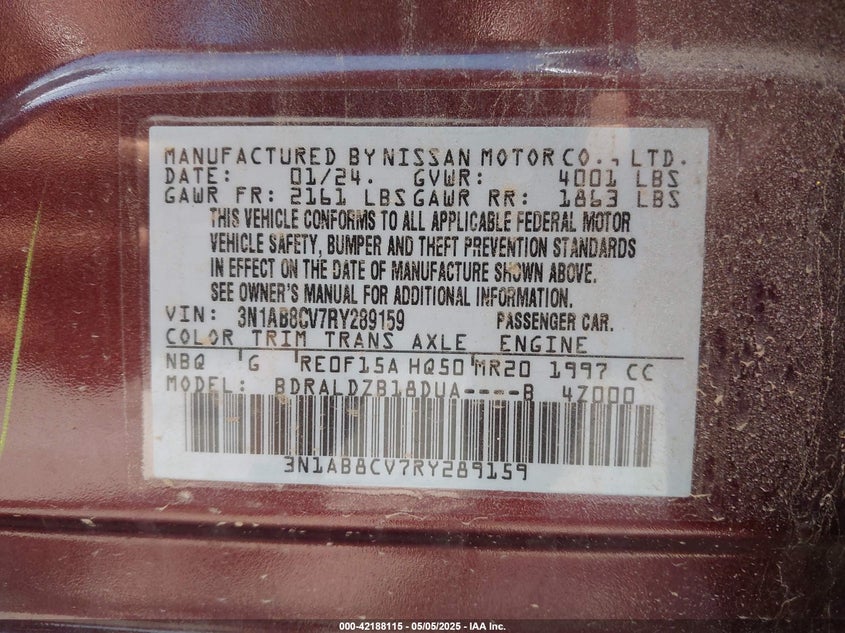 MANUFACTURED BY NISSAN MOTOR CO., LTD.
DATE: 01/24. GVWR: 4001 LBS
GAWR FR: 2161 LBS GAWR RR: 1863 LBS
THIS VEHICLE CONFORMS TO ALL APPLICABLE FEDERAL MOTOR
VEHICLE SAFETY, BUMPER AND THEFT PREVENTION STANDARDS
IN EFFECT ON THE DATE OF MANUFACTURE SHOWN ABOVE.
SEE OWNER'S MANUAL FOR ADDITIONAL INFORMATION.
VIN: 3N1AB8CV7RY289159 PASSENGER CAR.
COLOR TRIM TRANS AXLE ENGINE
NBQ G RE0F15A HQ50 MR20 1997 CC
MODEL: BDRALDZB18DUA----B 4Z000
3N1AB8CV7RY289159
000-42188115 - 05/05/2025 - IAA Inc.